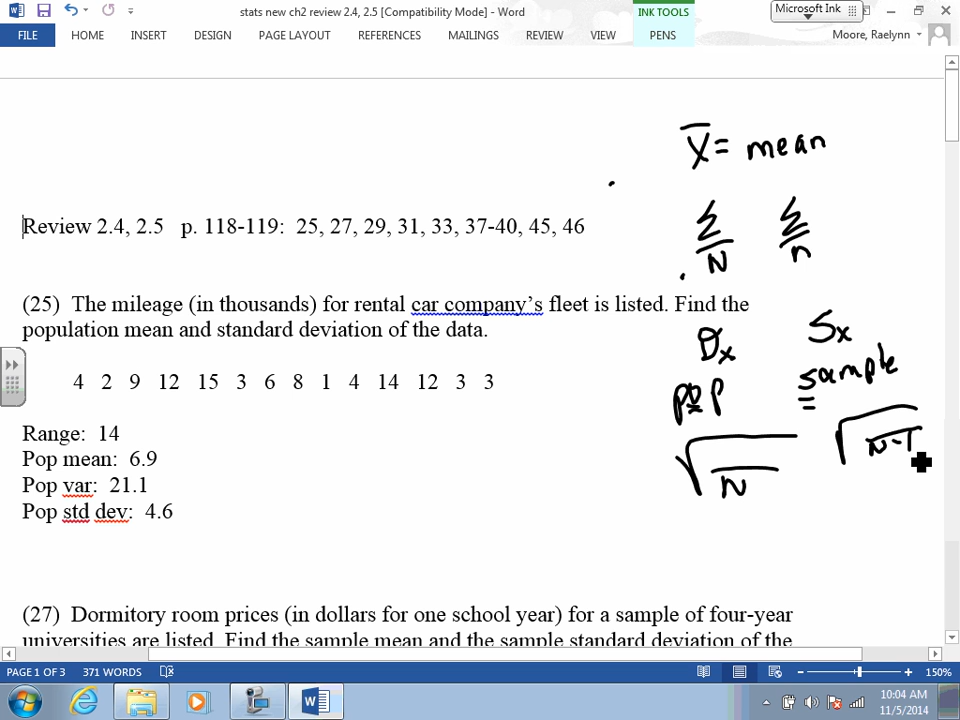 stats new ch2 review 2.4, 2.5 [Compatibility Mode] - Word
INK TOOLS
Microsoft Ink
FILE
HOME
INSERT
DESIGN
PAGE LAYOUT
REFERENCES
MAILINGS
REVIEW
VIEW
PENS
Moore, Raelynn
x̄ = mean
Σ/N Σ/n
Review 2.4, 2.5 p. 118-119: 25, 27, 29, 31, 33, 37-40, 45, 46
(25) The mileage (in thousands) for rental car company's fleet is listed. Find the
population mean and standard deviation of the data.
σx Sx
pop sample
4 2 9 12 15 3 6 8 1 4 14 12 3 3
√ N √ N-1
Range: 14
Pop mean: 6.9
Pop var: 21.1
Pop std dev: 4.6
(27) Dormitory room prices (in dollars for one school year) for a sample of four-year
universities are listed. Find the sample mean and the sample standard deviation of the
PAGE 1 OF 3
371 WORDS
150%
10:04 AM
11/5/2014